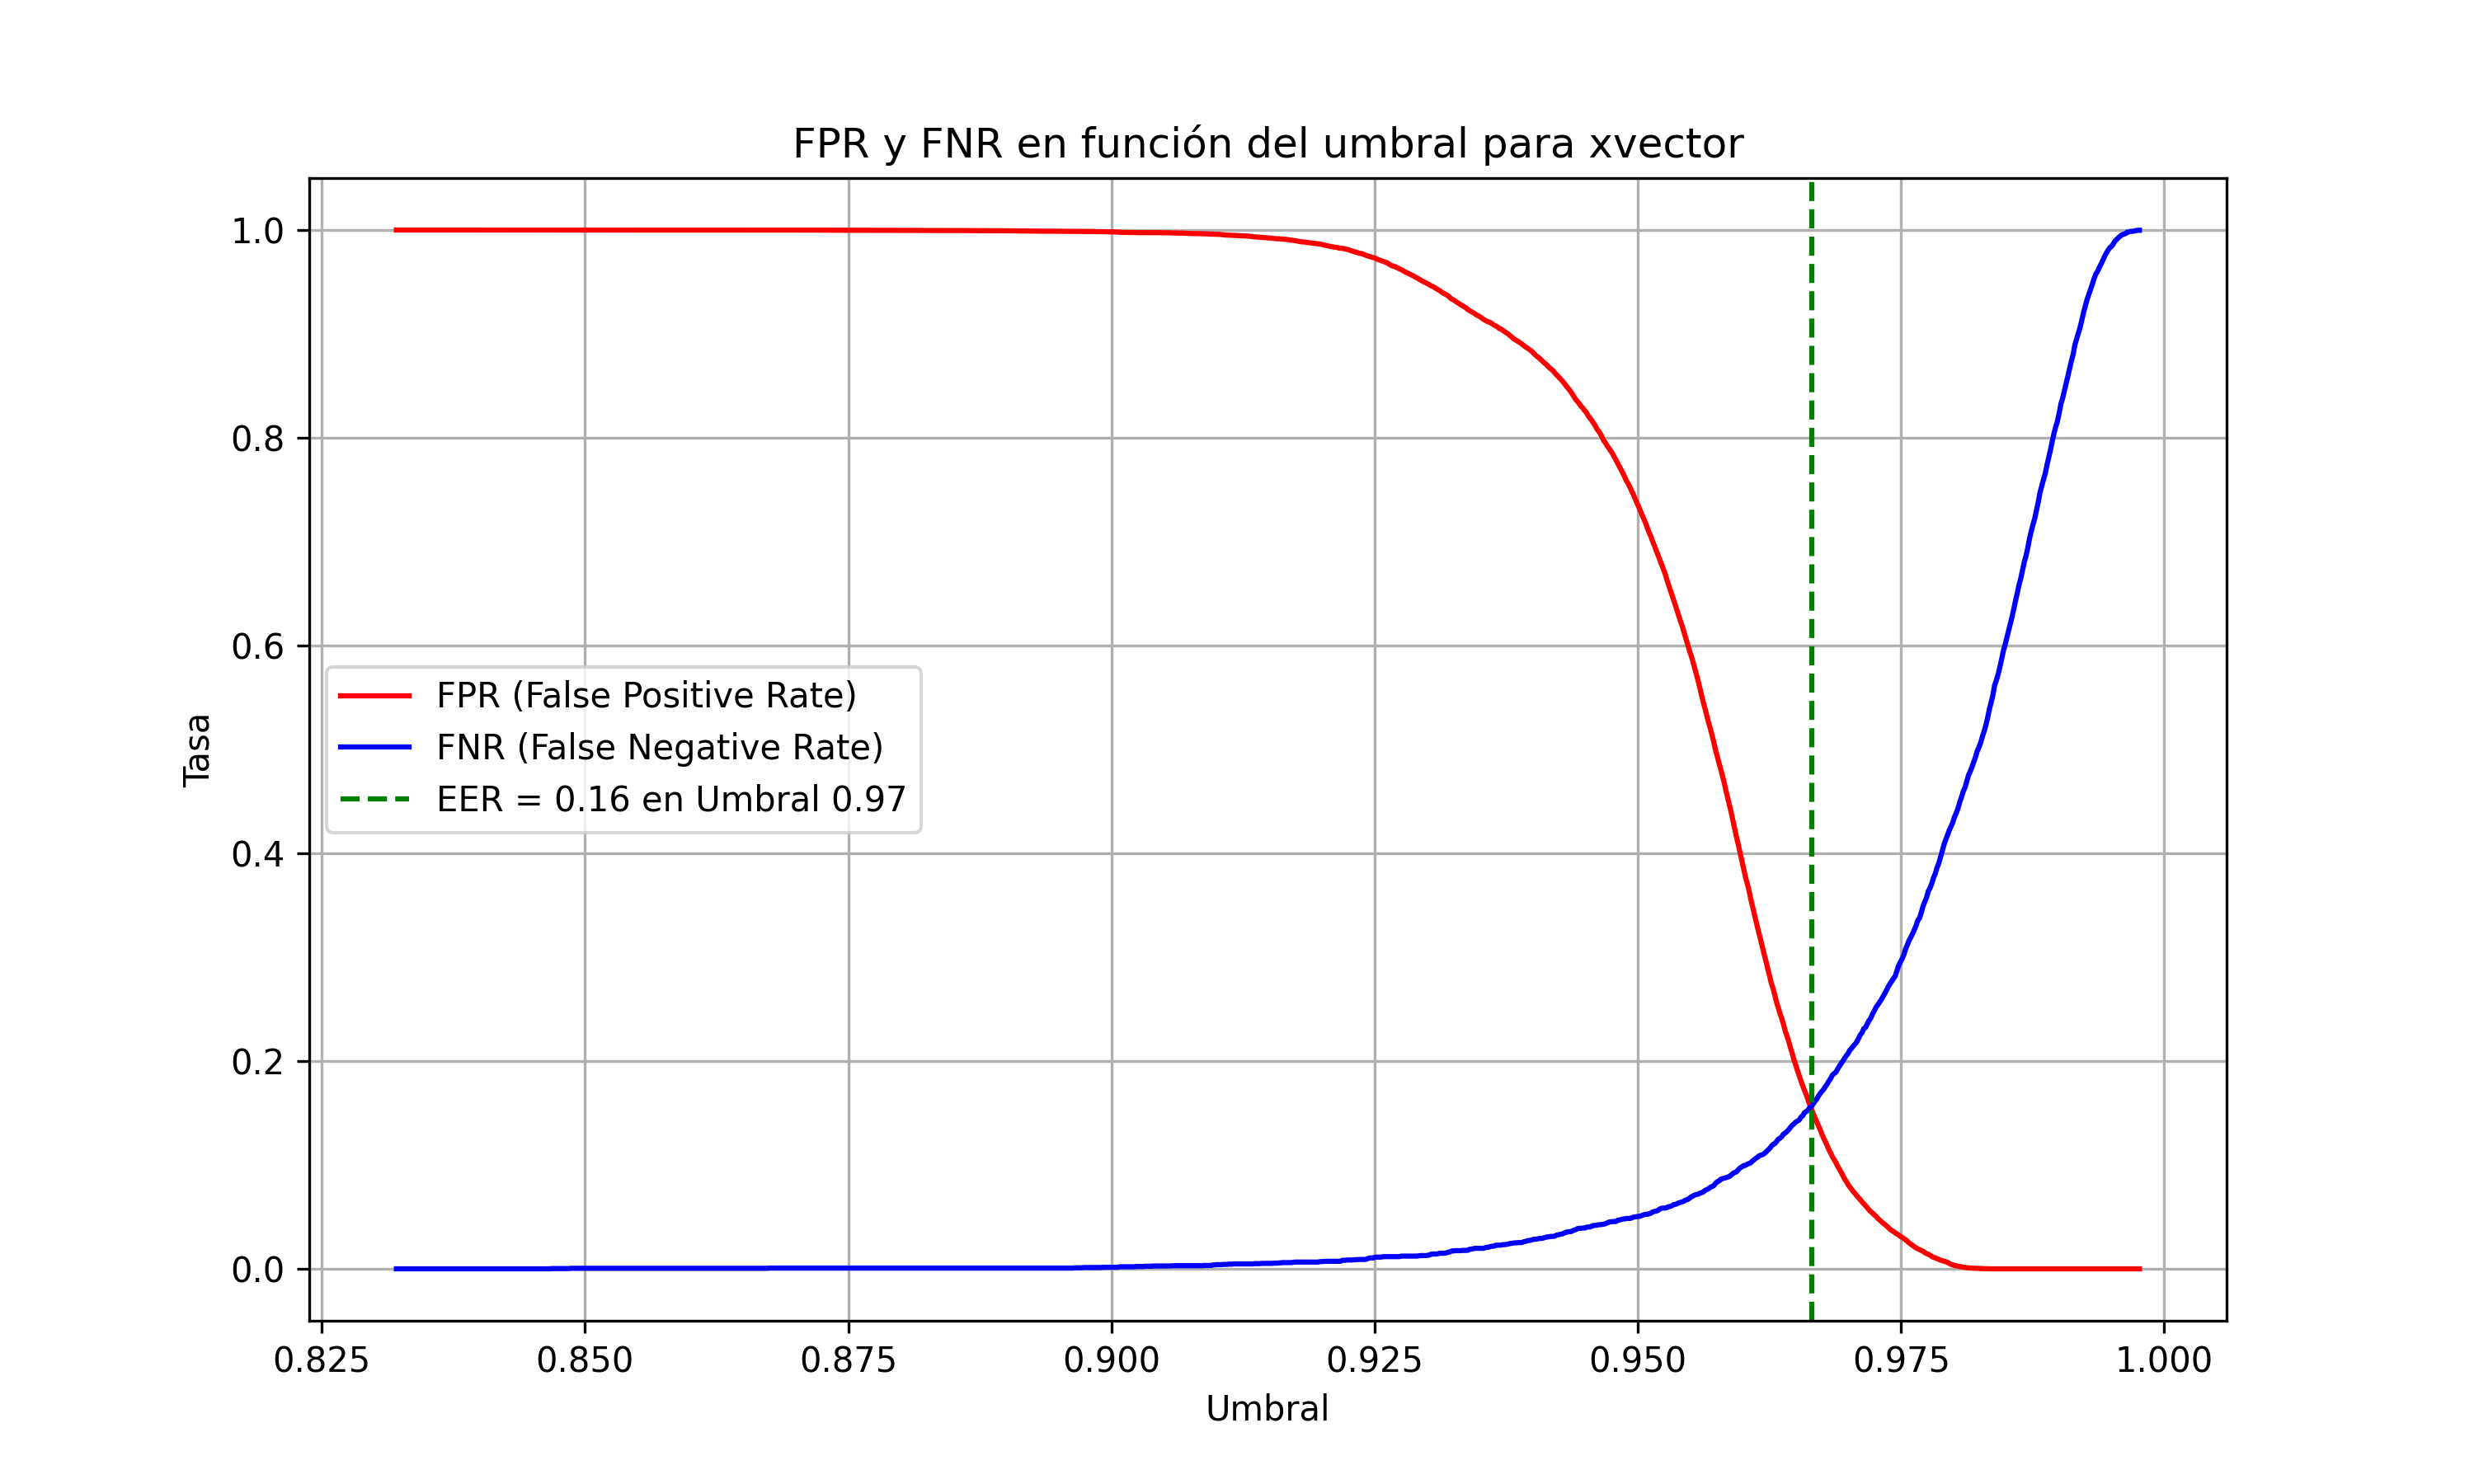 FPR y FNR en función del umbral para xvector
1.0
0.8
0.6
0.4
0.2
0.0
Tasa
FPR (False Positive Rate)
FNR (False Negative Rate)
EER = 0.16 en Umbral 0.97
0.825 0.850 0.875 0.900 0.925 0.950 0.975 1.000
Umbral